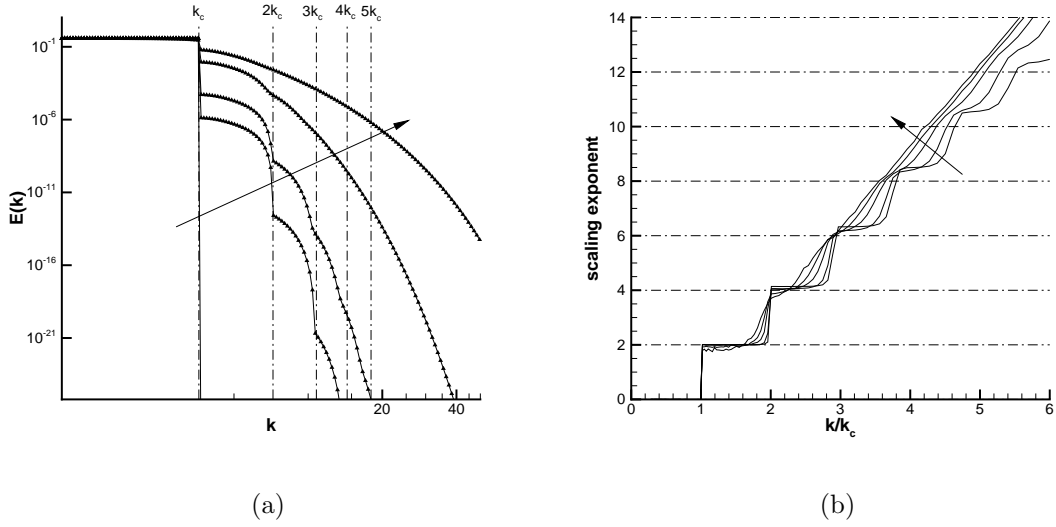 k_c 2k_c 3k_c 4k_c 5k_c
10^-1
10^-6
10^-11
10^-16
10^-21
E(k)
20 40
k
(a)
14
12
10
8
6
4
2
0
scaling exponent
0 1 2 3 4 5 6
k/k_c
(b)